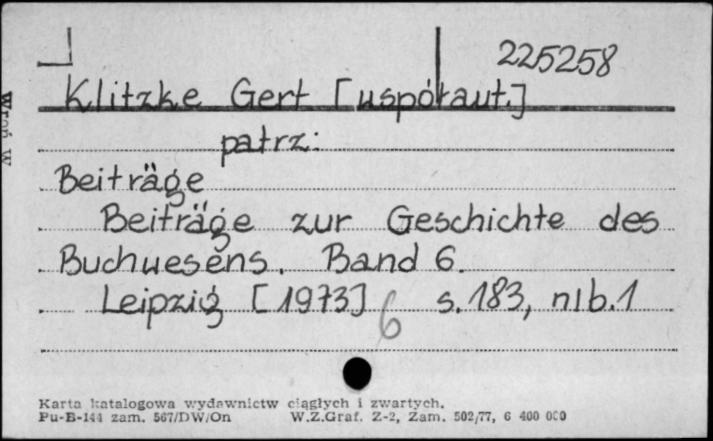 225258
Klitzke Gert [uspółaut.]
patrz:
Beiträge
Beiträge zur Geschichte des
Buchwesens. Band 6.
Leipzig [1973] s. 183, nlb. 1
6
Karta katalogowa wydawnictw ciągłych i zwartych.
Pu-B-144 zam. 567/DW/On W.Z.Graf. Z-2, Zam. 502/77, 6 400 000